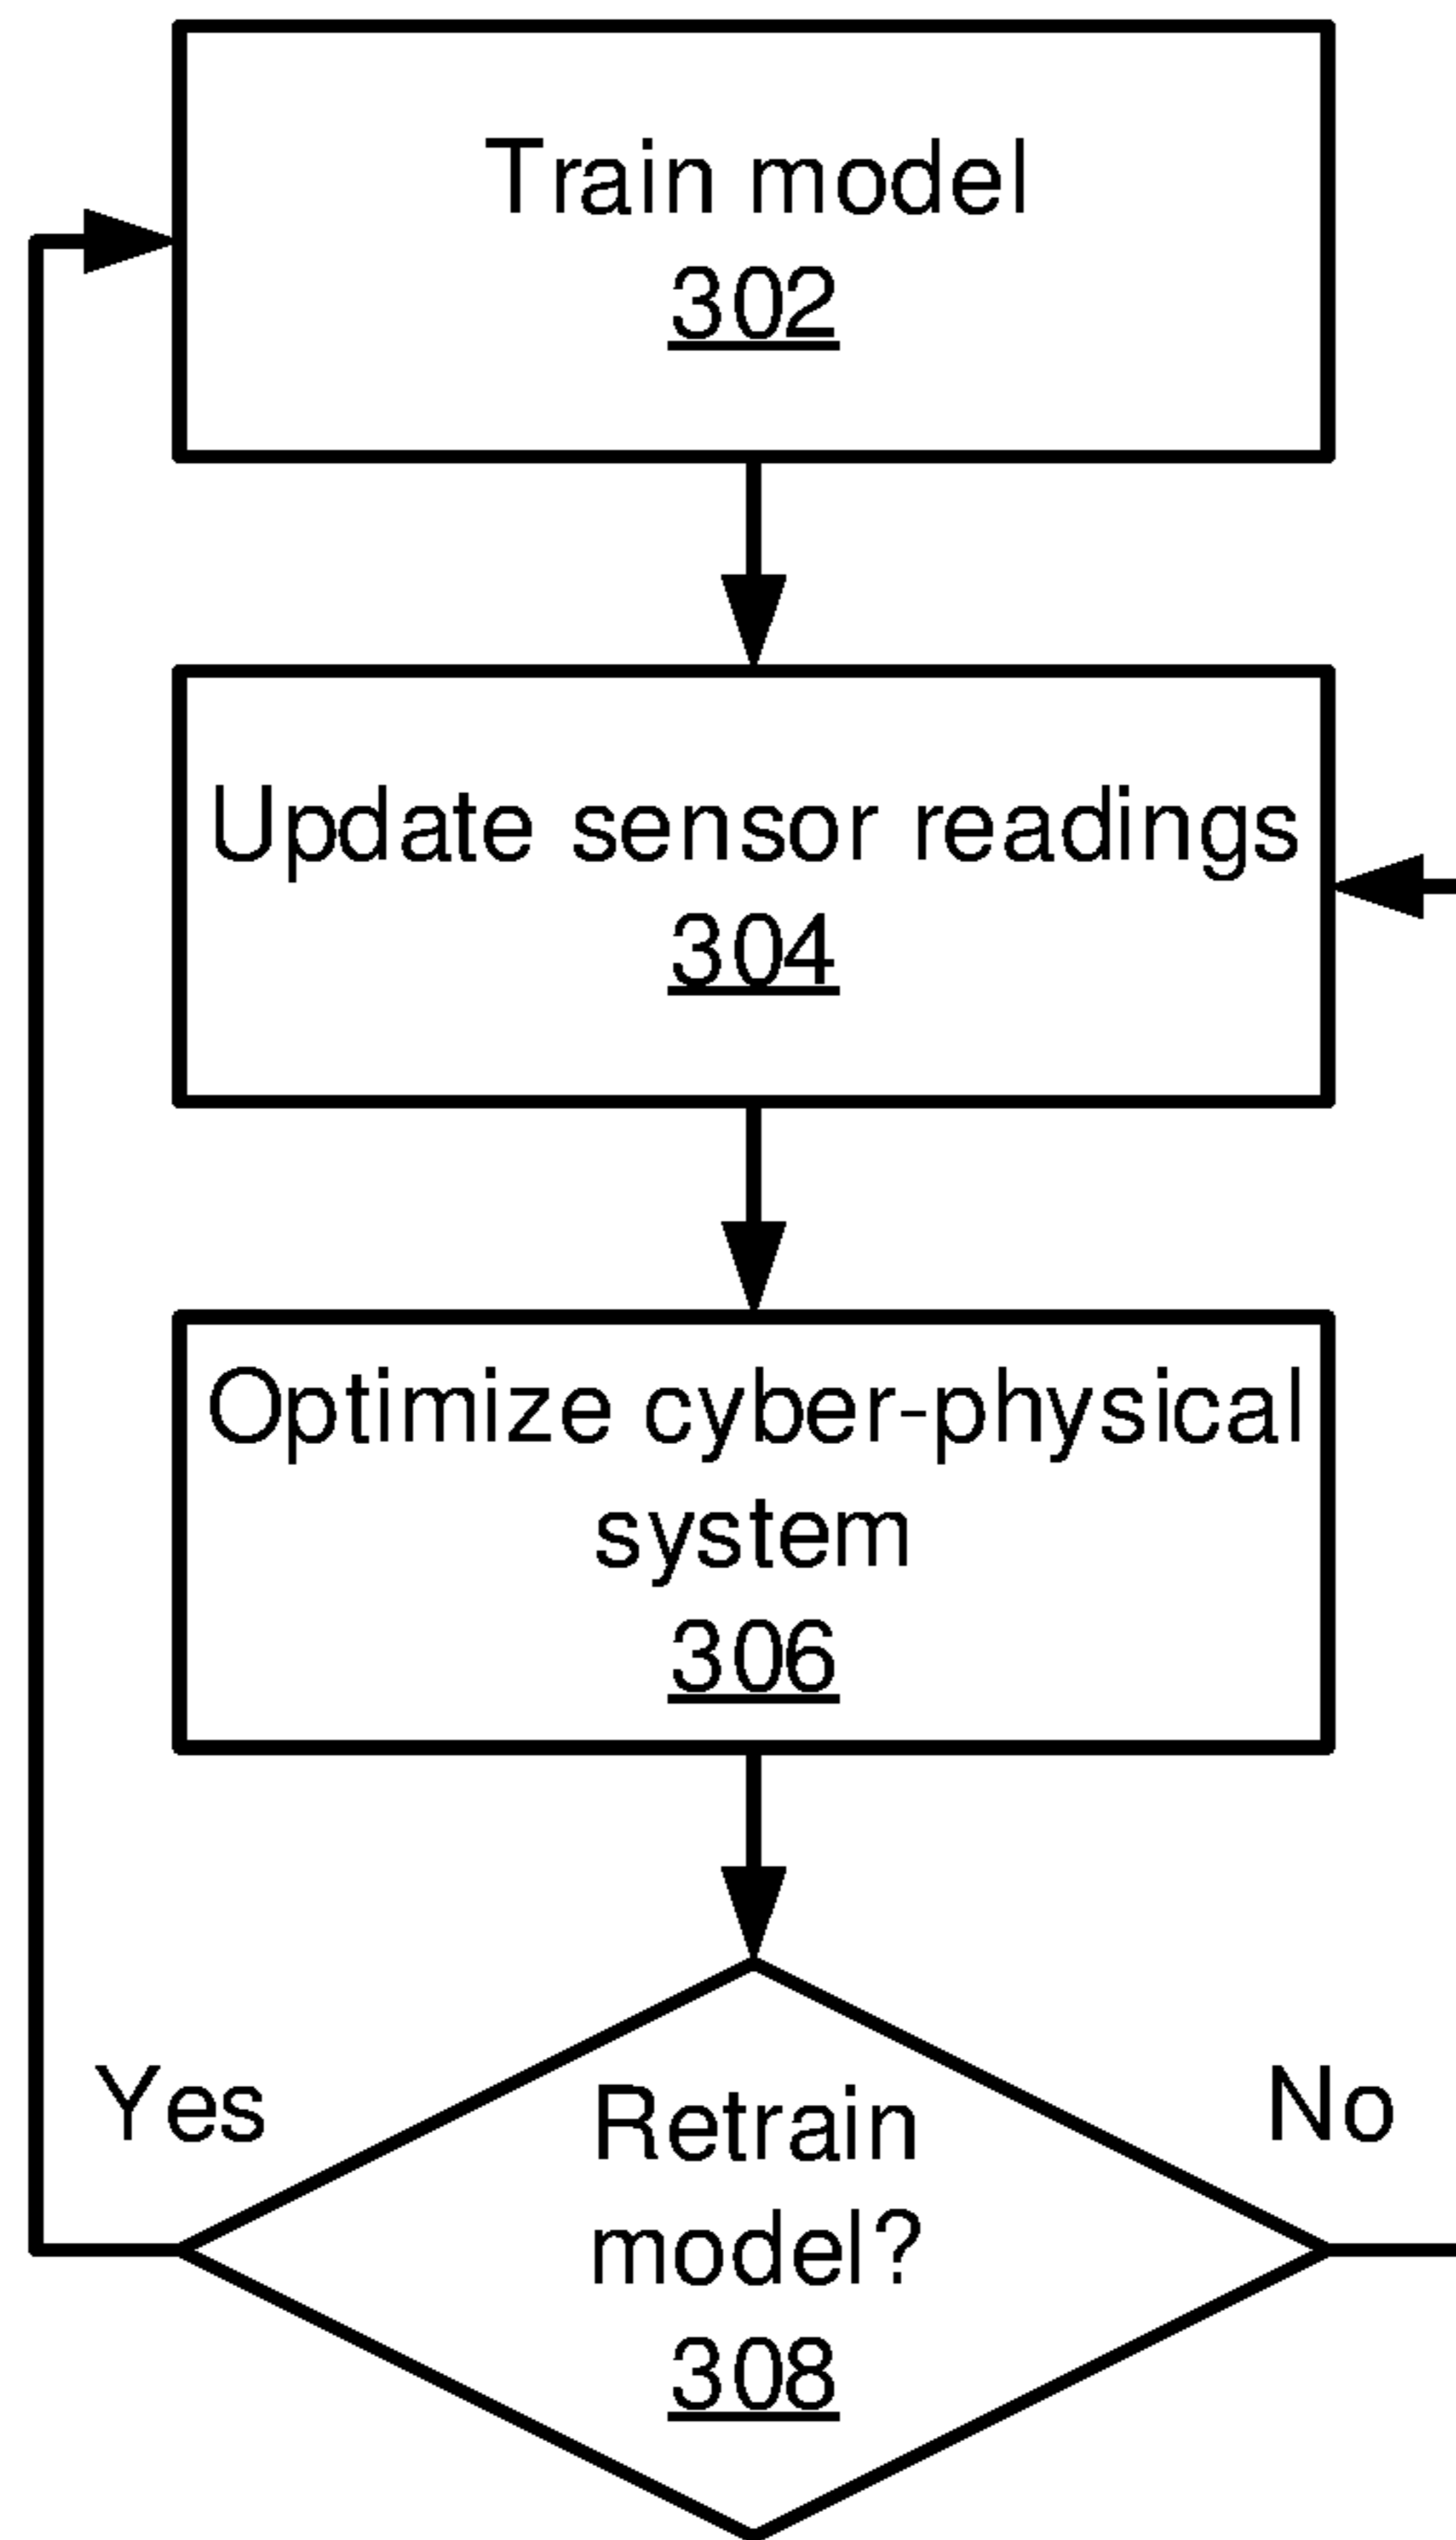 Train model
302
Update sensor readings
304
Optimize cyber-physical
system
306
Yes
No
Retrain
model?
308